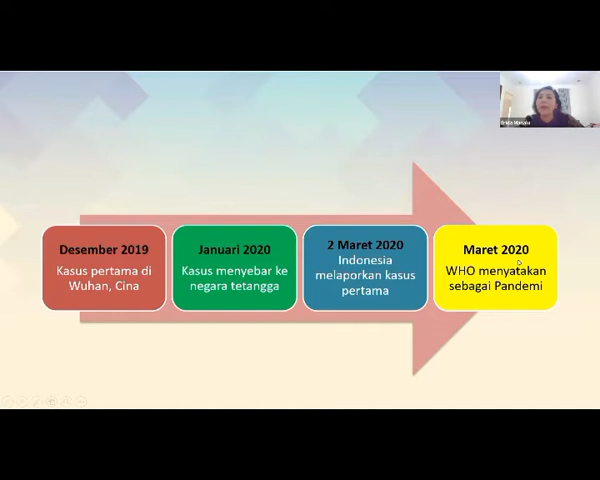 Desember 2019
Kasus pertama di
Wuhan, Cina
Januari 2020
Kasus menyebar ke
negara tetangga
2 Maret 2020
Indonesia
melaporkan kasus
pertama
Maret 2020
WHO menyatakan
sebagai Pandemi